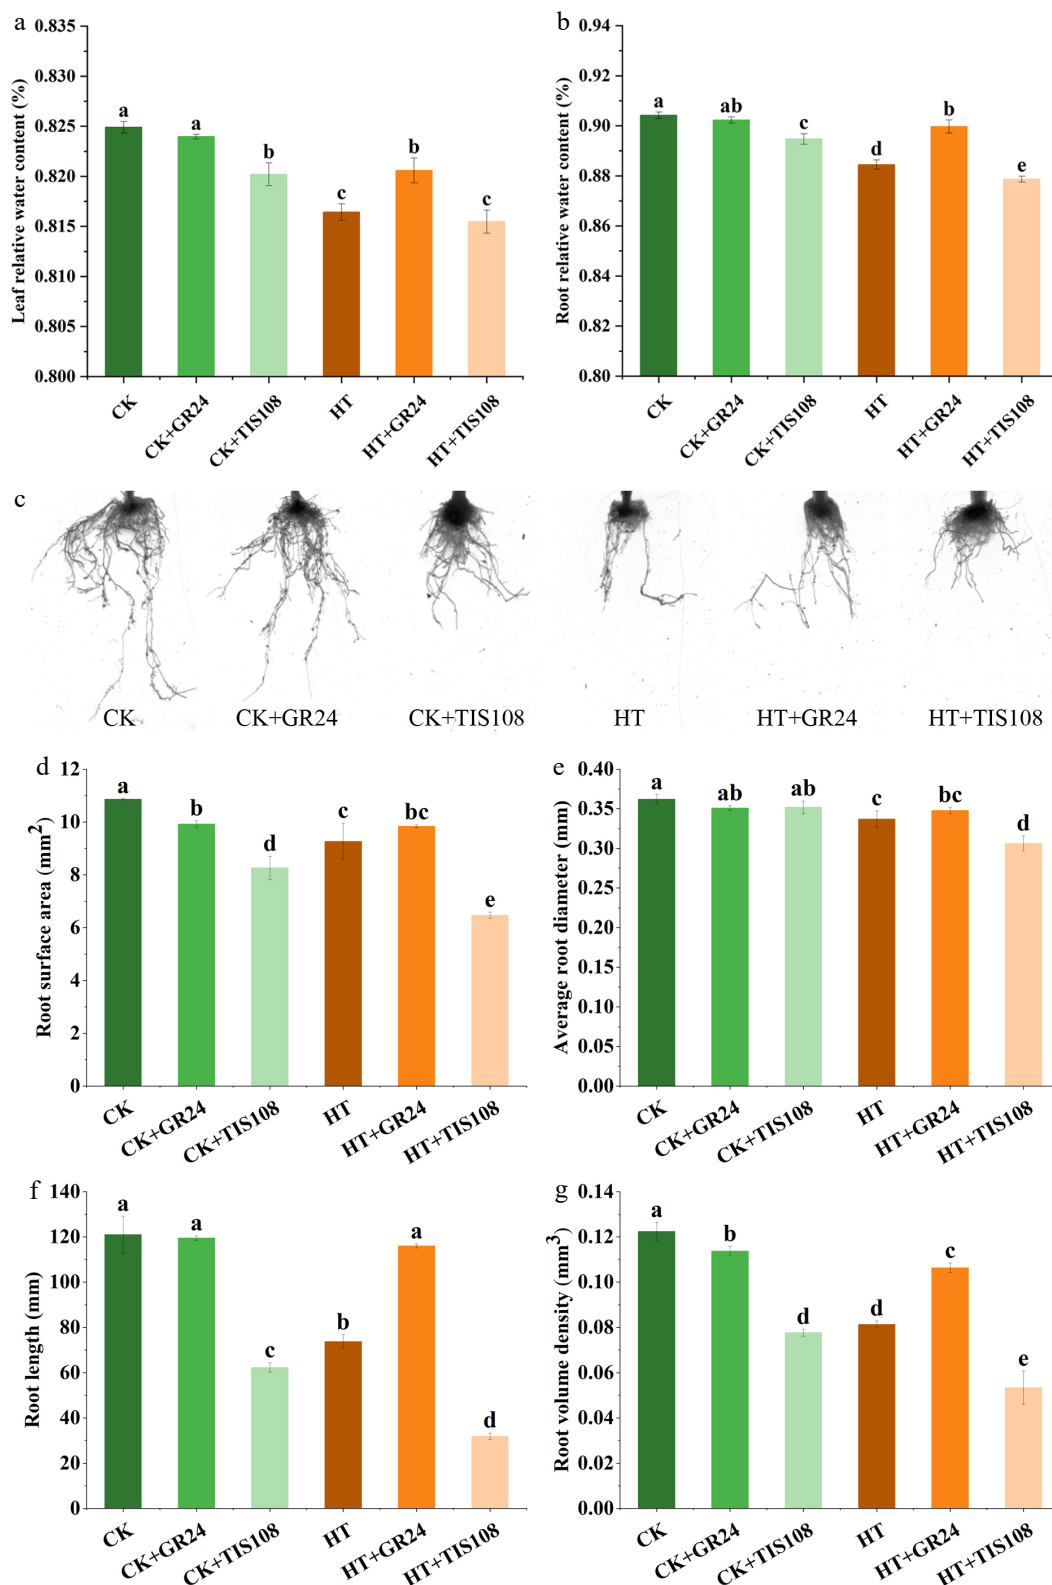 a
Leaf relative water content (%)
0.835
0.830
0.825
0.820
0.815
0.810
0.805
0.800
a
a
b
c
b
c
CK
CK+GR24
CK+TIS108
HT
HT+GR24
HT+TIS108
b
Root relative water content (%)
0.94
0.92
0.90
0.88
0.86
0.84
0.82
0.80
a
ab
c
d
b
e
CK
CK+GR24
CK+TIS108
HT
HT+GR24
HT+TIS108
c
CK
CK+GR24
CK+TIS108
HT
HT+GR24
HT+TIS108
d
Root surface area (mm²)
12
10
8
6
4
2
0
a
b
d
c
bc
e
CK
CK+GR24
CK+TIS108
HT
HT+GR24
HT+TIS108
e
Average root diameter (mm)
0.40
0.35
0.30
0.25
0.20
0.15
0.10
0.05
0.00
a
ab
ab
c
bc
d
CK
CK+GR24
CK+TIS108
HT
HT+GR24
HT+TIS108
f
Root length (mm)
140
120
100
80
60
40
20
0
a
a
c
b
a
d
CK
CK+GR24
CK+TIS108
HT
HT+GR24
HT+TIS108
g
Root volume density (mm³)
0.14
0.12
0.10
0.08
0.06
0.04
0.02
0.00
a
b
d
d
c
e
CK
CK+GR24
CK+TIS108
HT
HT+GR24
HT+TIS108